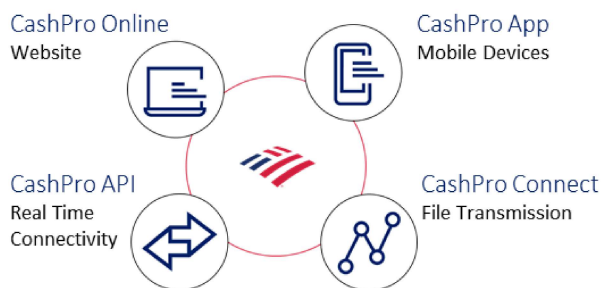 CashPro Online
Website
CashPro App
Mobile Devices
CashPro API
Real Time
Connectivity
CashPro Connect
File Transmission